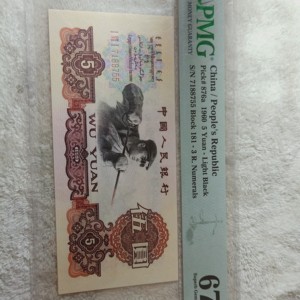 PMG
China / People's Republic
Pick# 876a 1960 5 Yuan - Light Black
S/N 7188755 Block 181 - 3 R. Numerals
67
中国人民银行
伍圆
5
WU YUAN
5